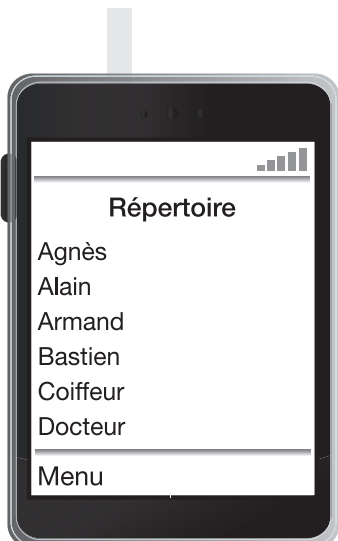 Répertoire
Agnès
Alain
Armand
Bastien
Coiffeur
Docteur
Menu